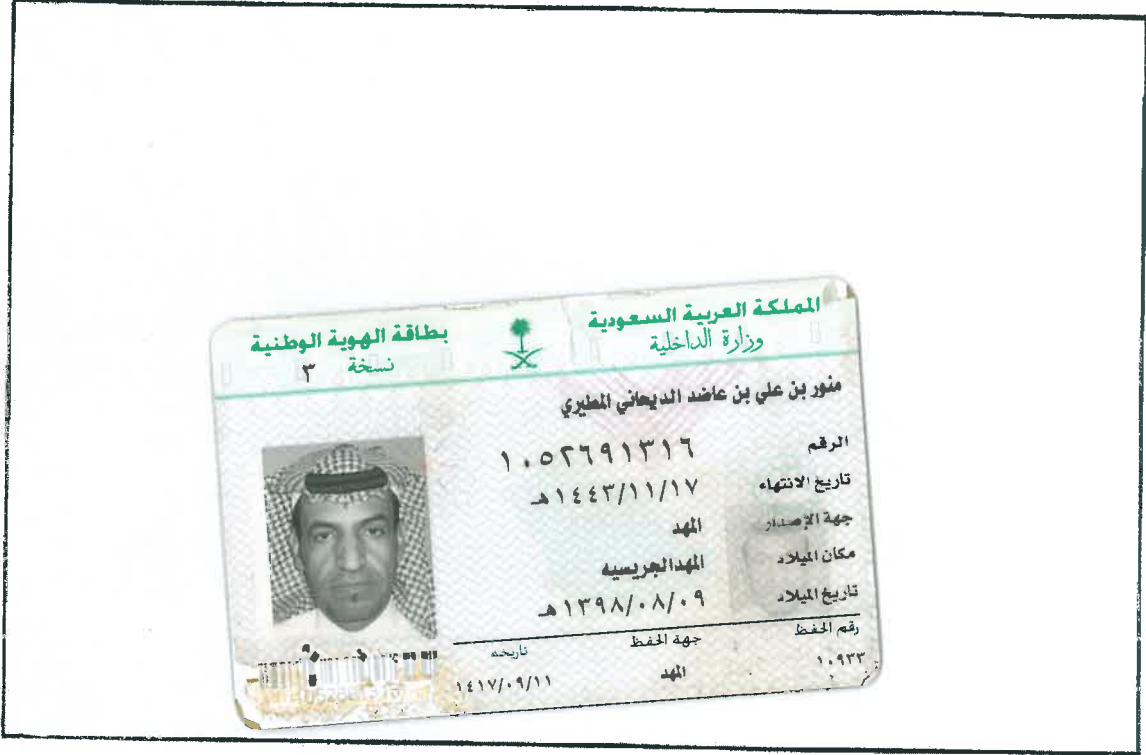 المملكة العربية السعودية
وزارة الداخلية
بطاقة الهوية الوطنية
نسخة ٣
منور بن علي بن عاضد الديحاني المطيري
الرقم ١٠٥٢٦٩١٣١٦
تاريخ الانتهاء ١٤٤٣/١١/١٧هـ
جهة الإصدار المهد
مكان الميلاد المهدالجريسيه
تاريخ الميلاد ١٣٩٨/٠٨/٠٩هـ
رقم الحفظ جهة الحفظ تاريخه
١٠٩٣٣ المهد ١٤١٧/٠٩/١١